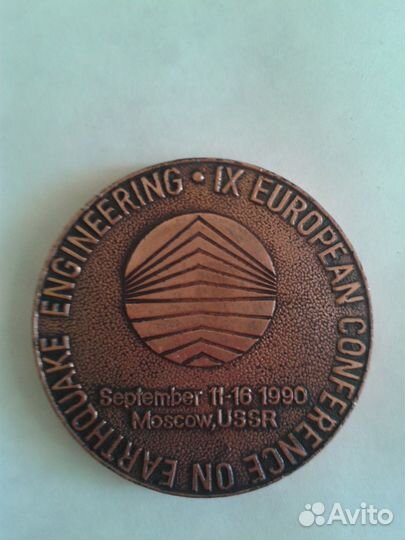 IX EUROPEAN CONFERENCE ON EARTHQUAKE ENGINEERING •
September 11-16 1990
Moscow, USSR
Avito